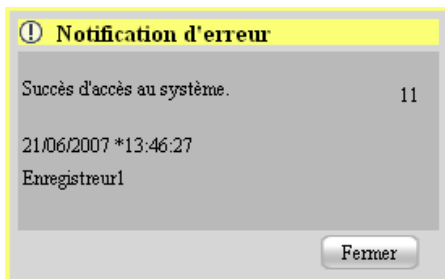 Notification d'erreur
Succès d'accès au système.
11
21/06/2007 *13:46:27
Enregistreur1
Fermer